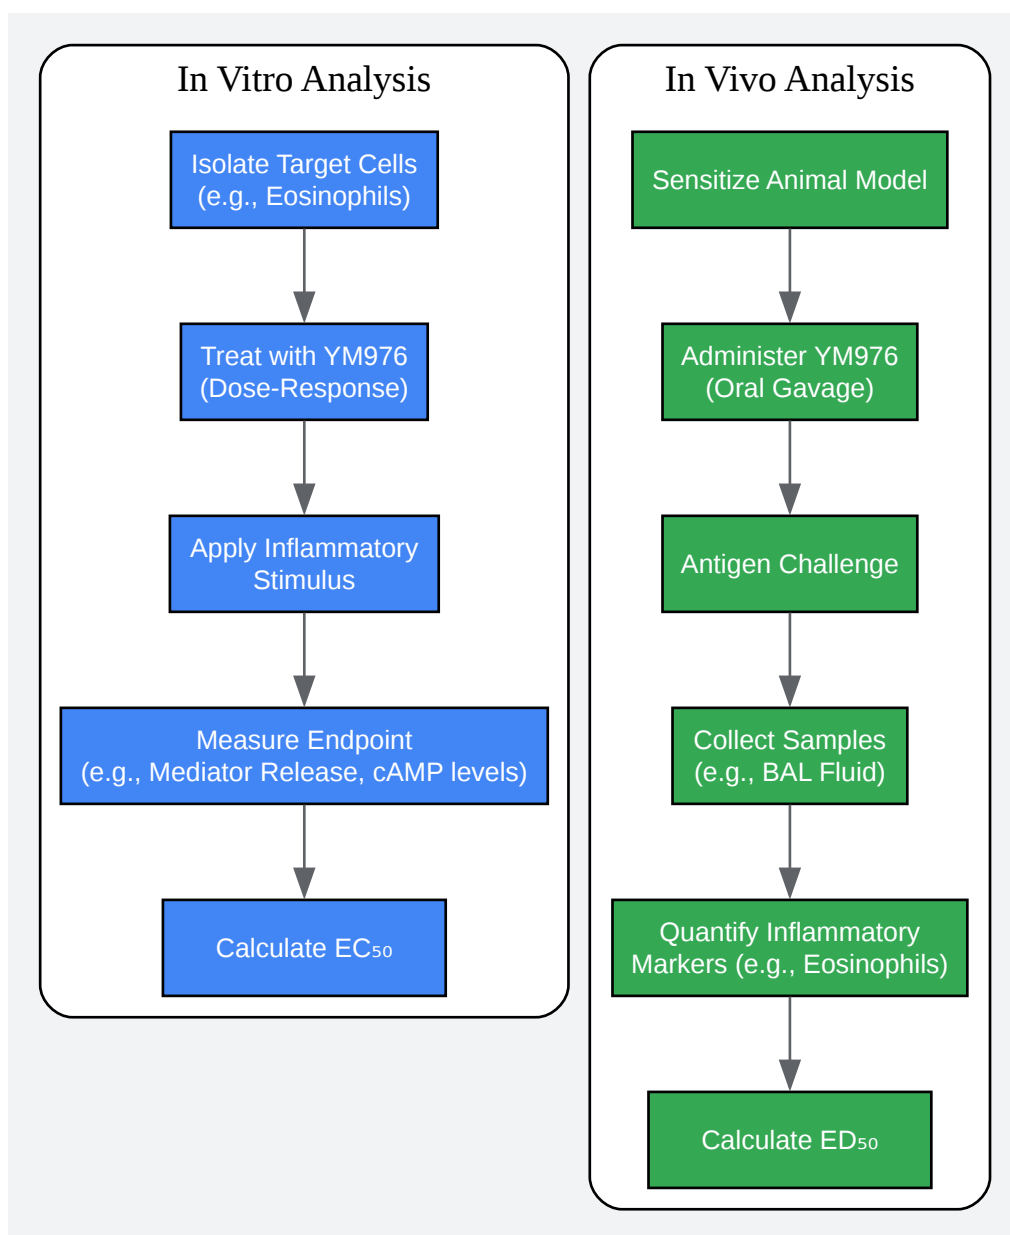 In Vitro Analysis
Isolate Target Cells
(e.g., Eosinophils)
Treat with YM976
(Dose-Response)
Apply Inflammatory
Stimulus
Measure Endpoint
(e.g., Mediator Release, cAMP levels)
Calculate EC₅₀
In Vivo Analysis
Sensitize Animal Model
Administer YM976
(Oral Gavage)
Antigen Challenge
Collect Samples
(e.g., BAL Fluid)
Quantify Inflammatory
Markers (e.g., Eosinophils)
Calculate ED₅₀